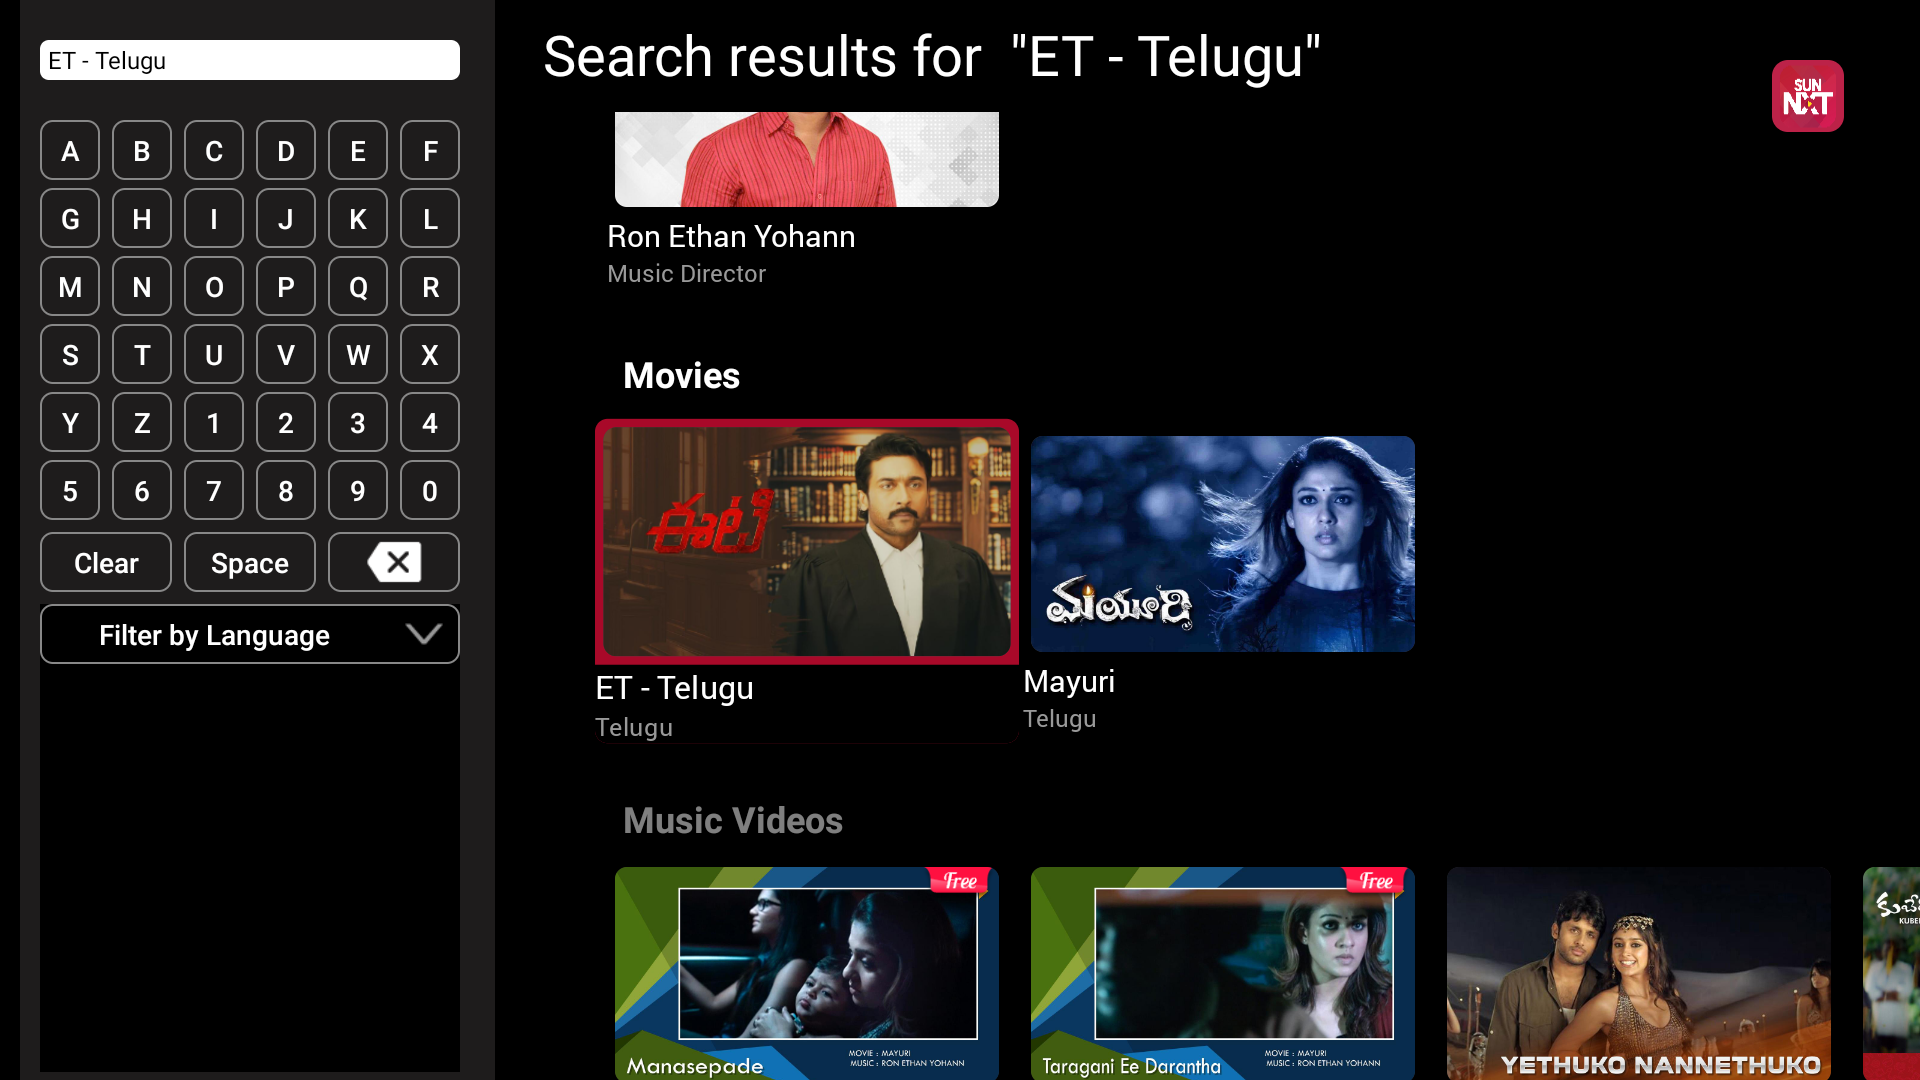 ET - Telugu
Search results for "ET - Telugu"
SUN
NXT
A B C D E F
G H I J K L
M N O P Q R
S T U V W X
Y Z 1 2 3 4
5 6 7 8 9 0
Clear Space
Filter by Language
Ron Ethan Yohann
Music Director
Movies
ఈటి
మయూరి
ET - Telugu
Telugu
Mayuri
Telugu
Music Videos
Free
MOVIE : MAYURI
MUSIC : RON ETHAN YOHANN
Manasepade
Free
MOVIE : MAYURI
MUSIC : RON ETHAN YOHANN
Taragani Ee Darantha
YETHUKO NANNETHUKO